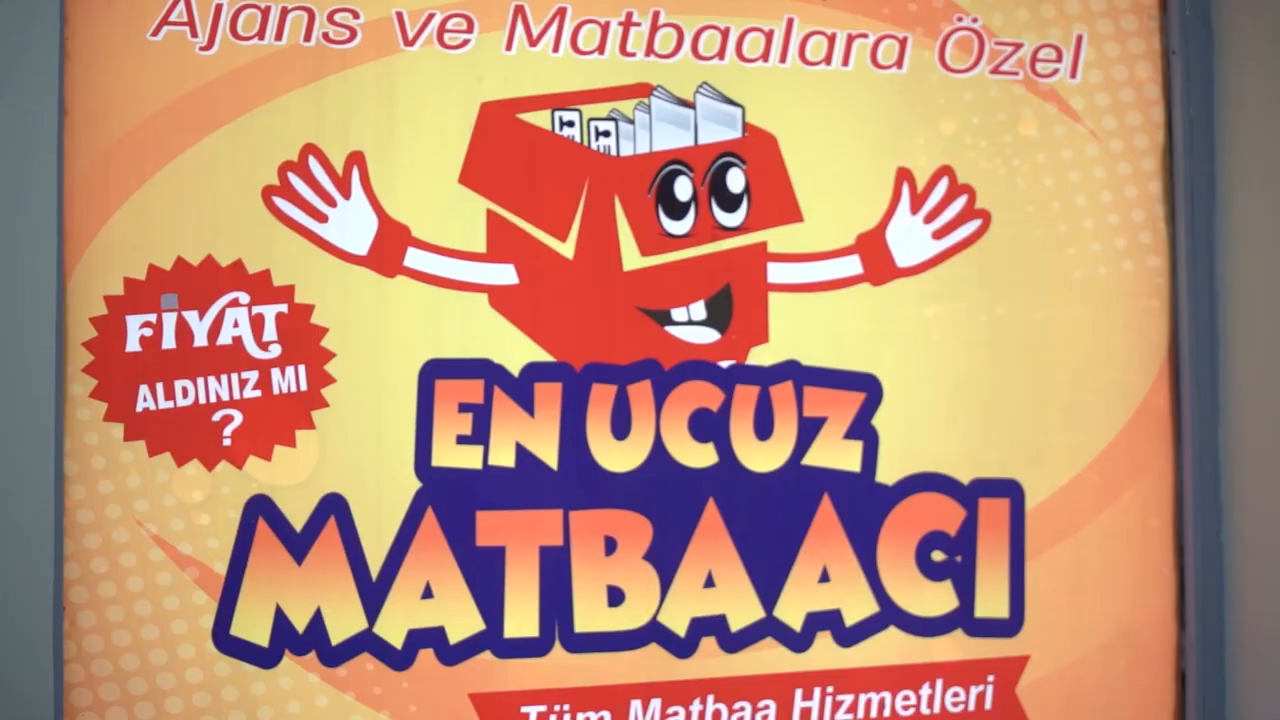 Ajans ve Matbaalara Özel
FİYAT
ALDINIZ MI
?
EN UCUZ
MATBAACI
Tüm Matbaa Hizmetleri